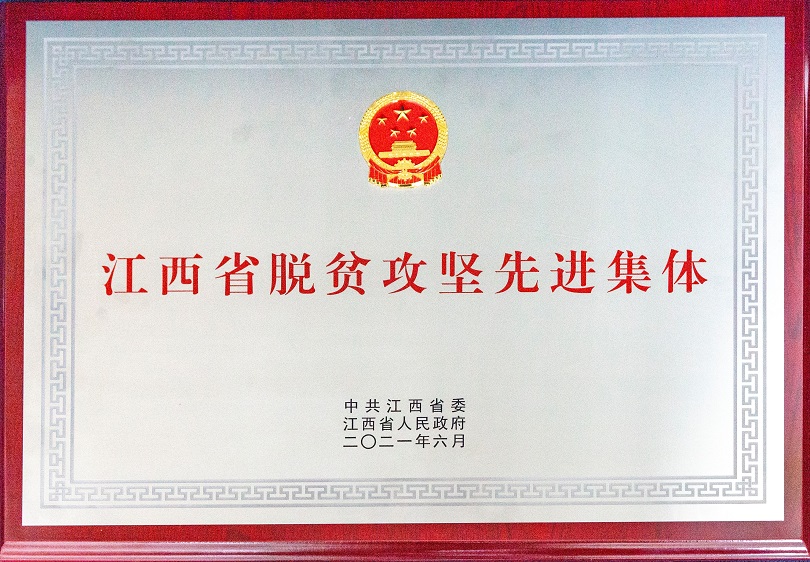 江西省脱贫攻坚先进集体
中共江西省委
江西省人民政府
二〇二一年六月